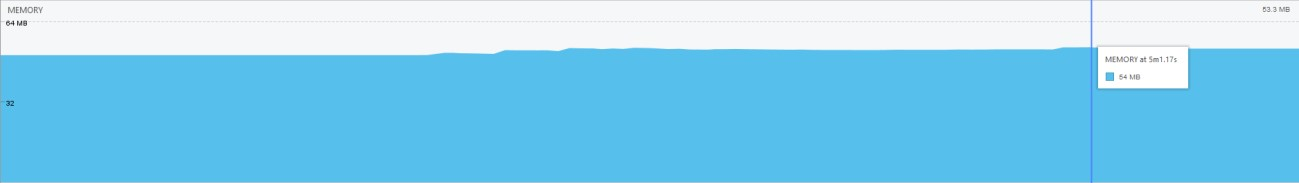 MEMORY 53.3 MB
64 MB
MEMORY at 5m1.17s
54 MB
32